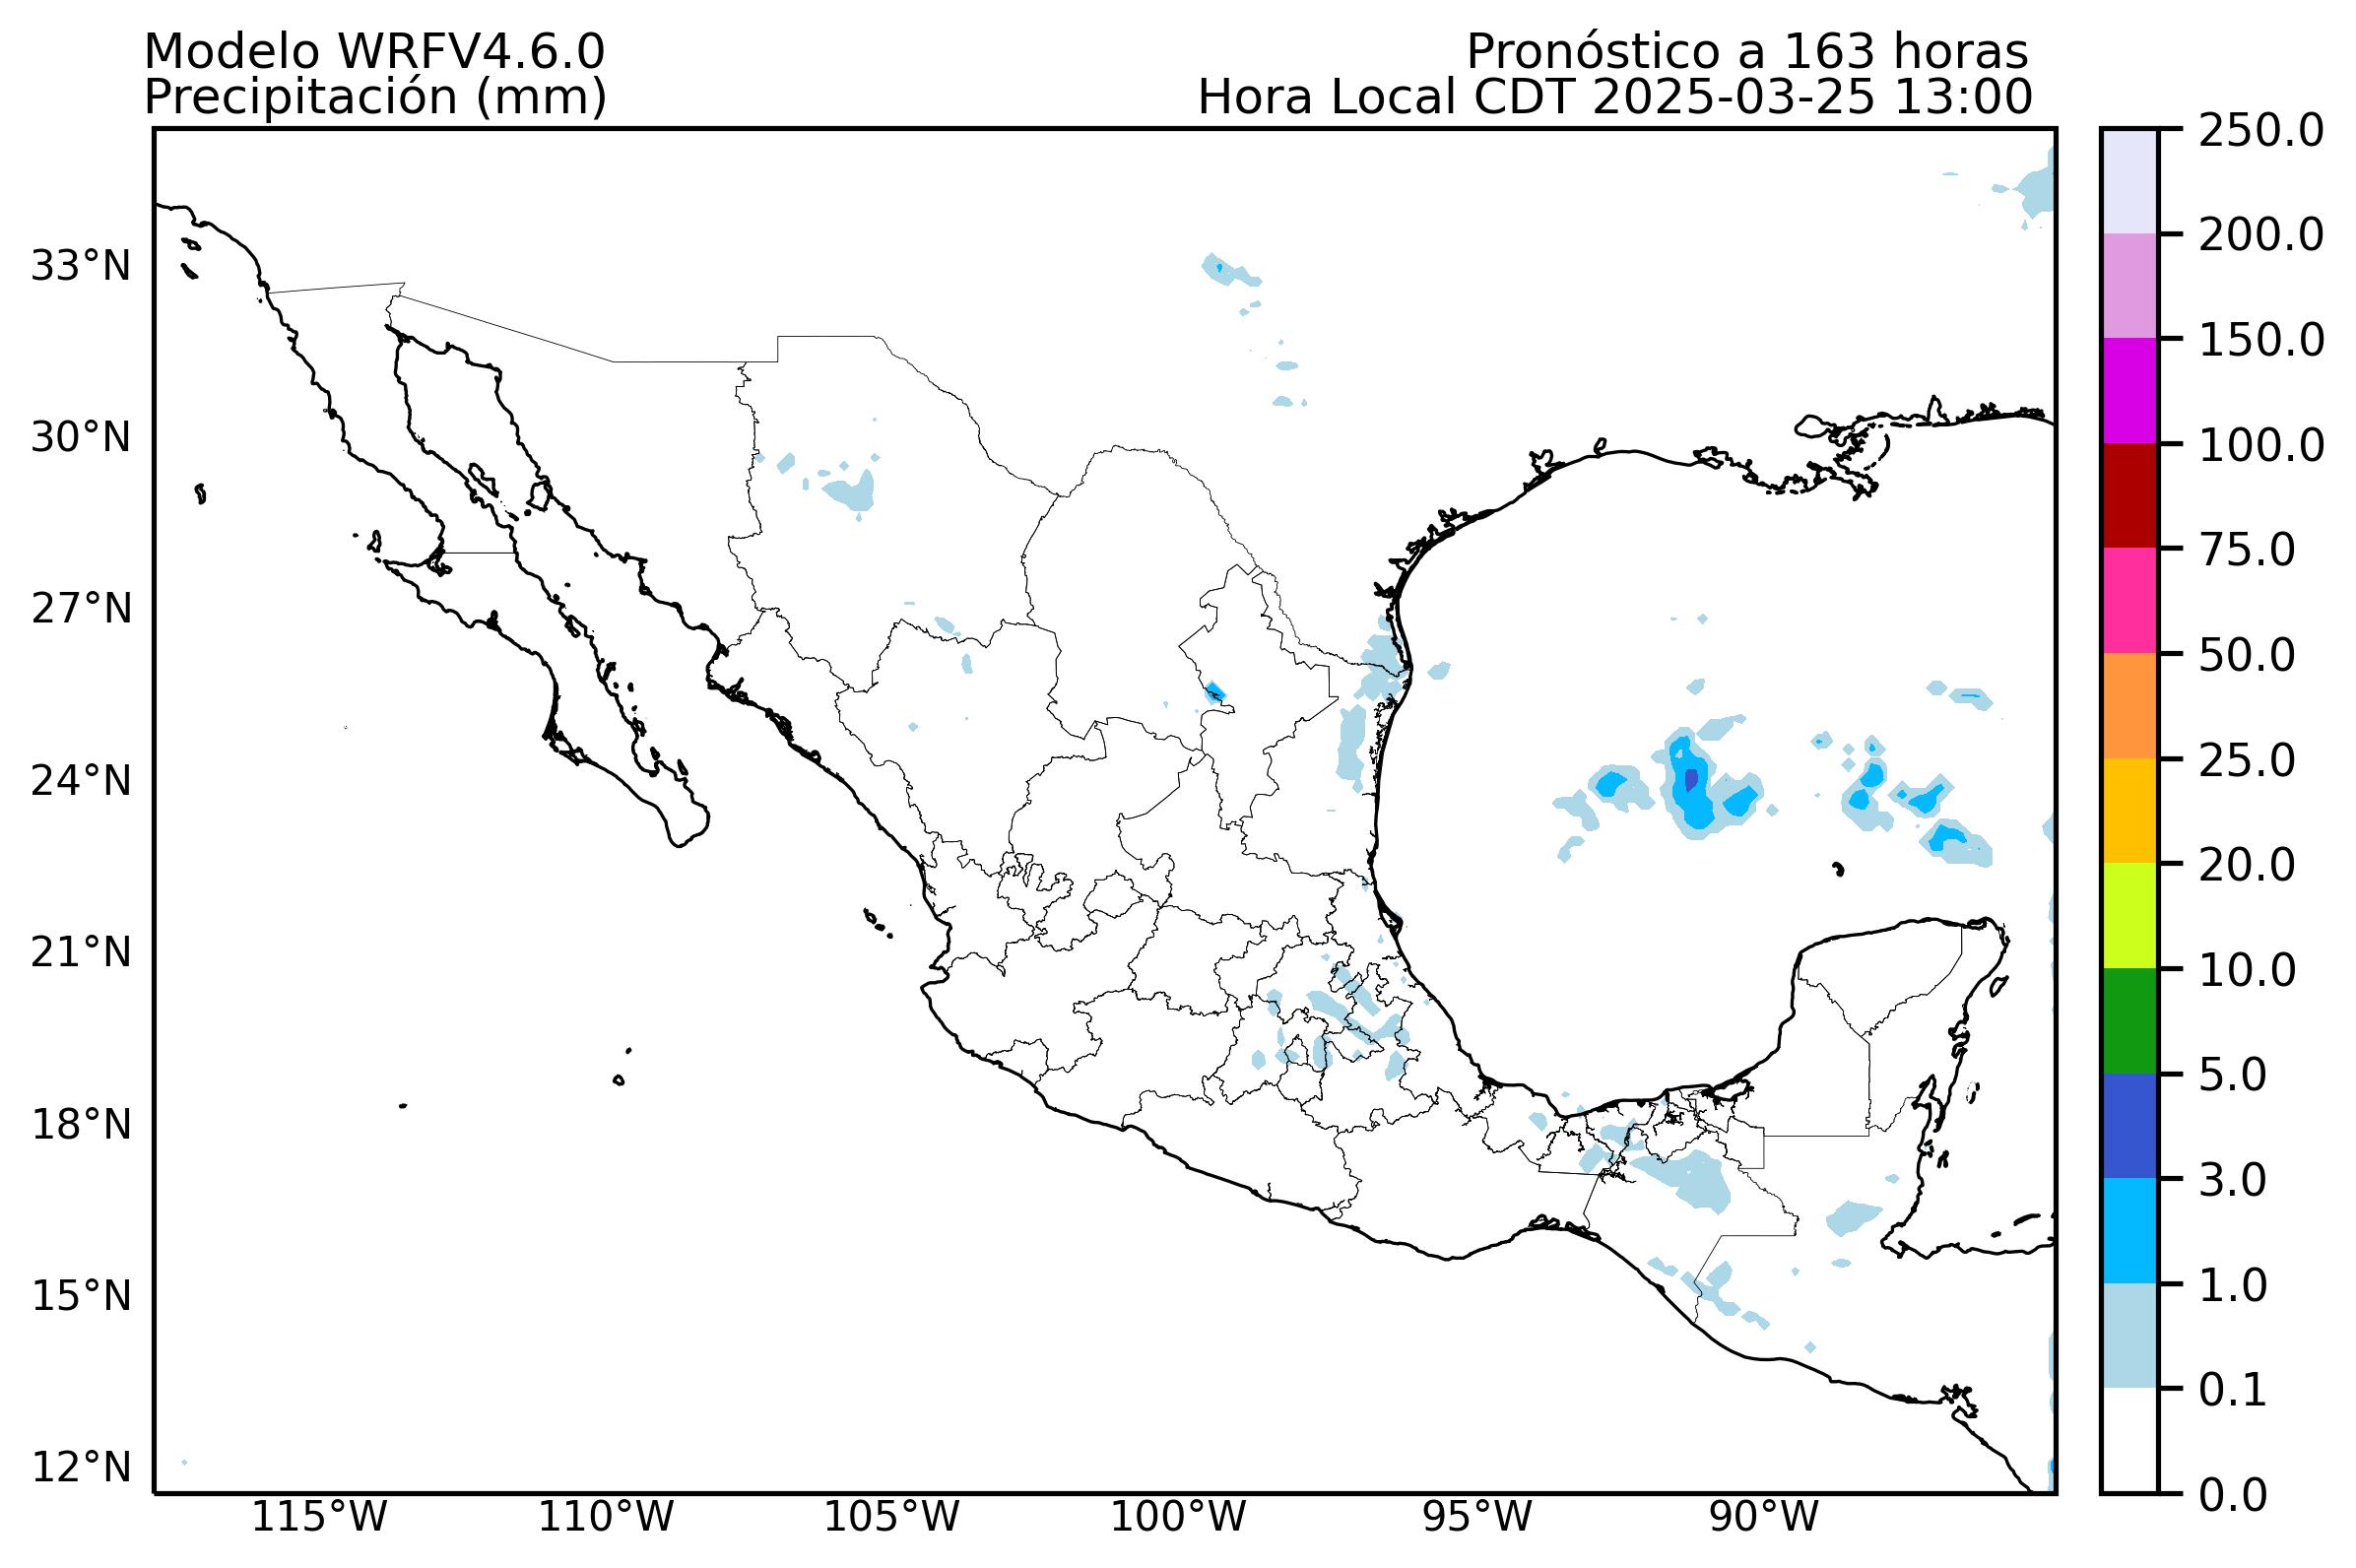 Modelo WRFV4.6.0
Pronóstico a 163 horas
Precipitación (mm)
Hora Local CDT 2025-03-25 13:00
33°N
30°N
27°N
24°N
21°N
18°N
15°N
12°N
115°W
110°W
105°W
100°W
95°W
90°W
250.0
200.0
150.0
100.0
75.0
50.0
25.0
20.0
10.0
5.0
3.0
1.0
0.1
0.0